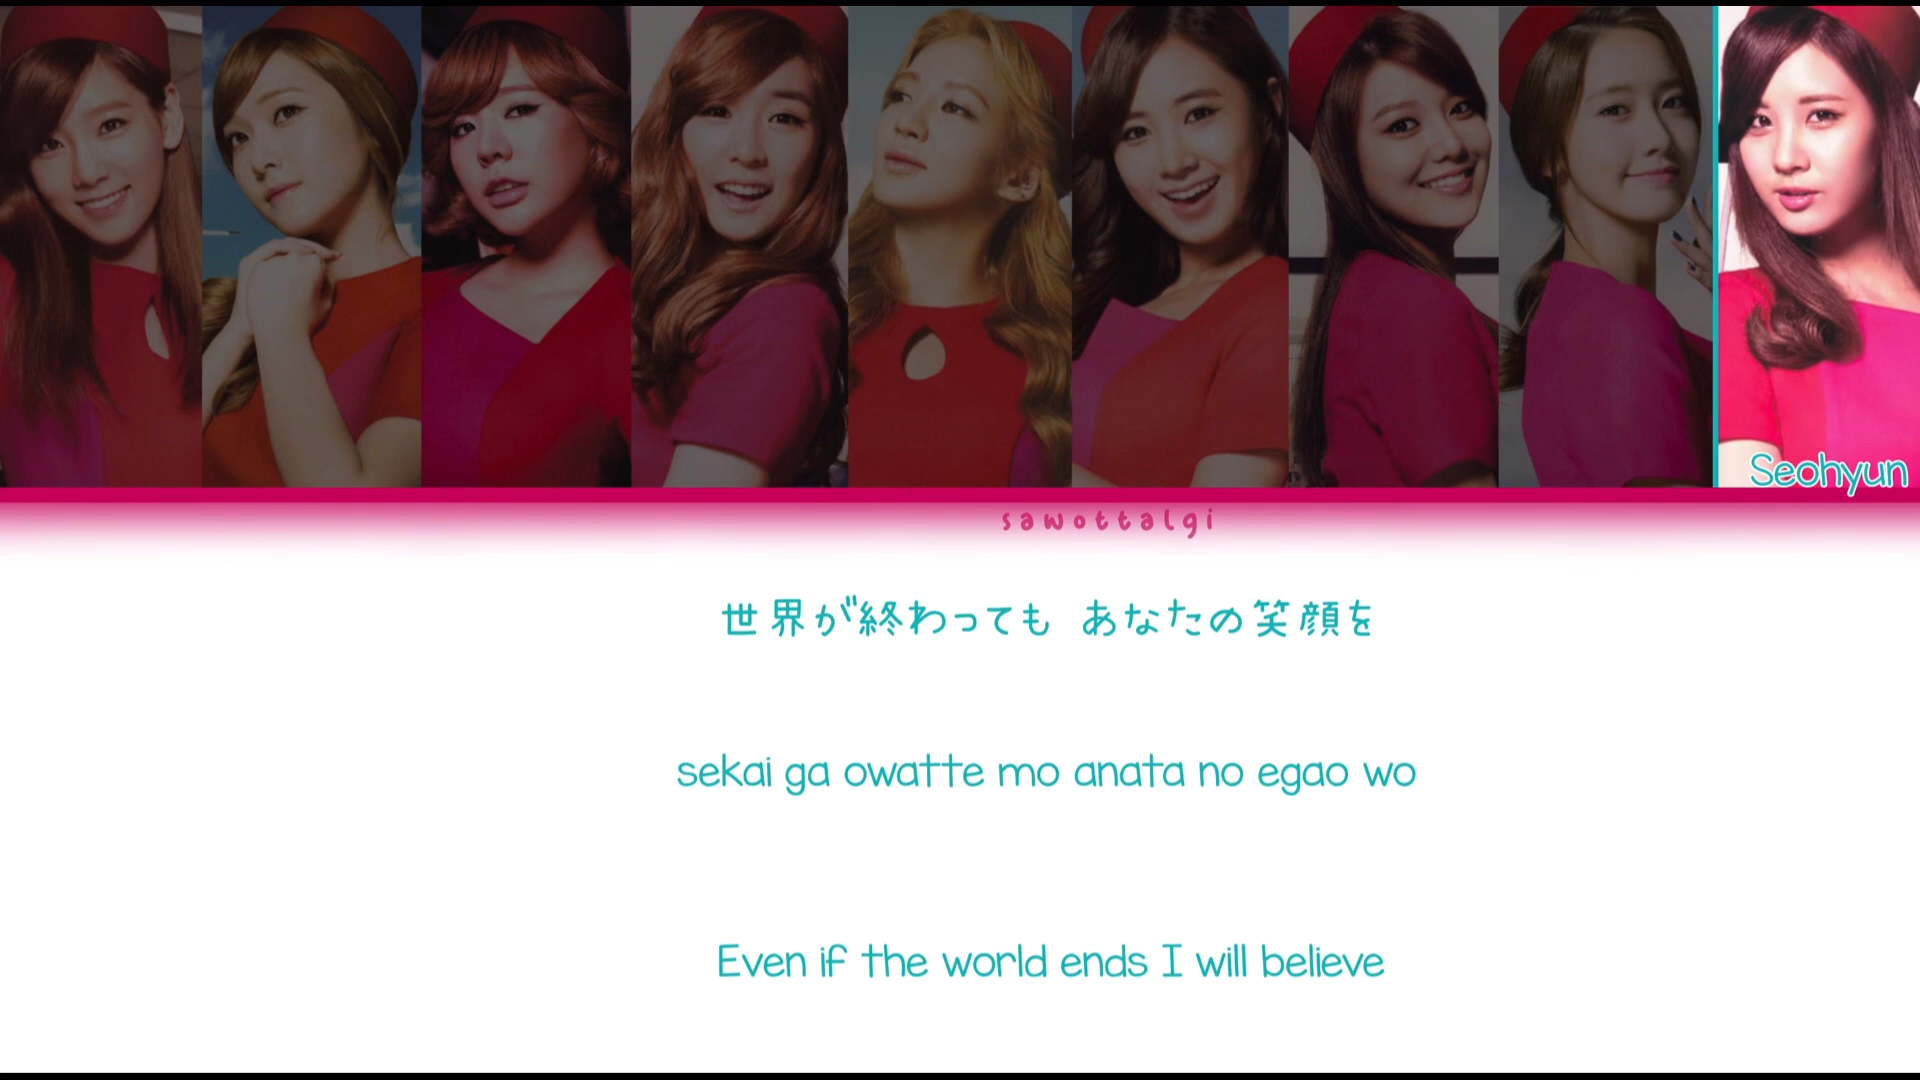 Seohyun
sawottalgi
世界が終わっても あなたの笑顔を
sekai ga owatte mo anata no egao wo
Even if the world ends I will believe